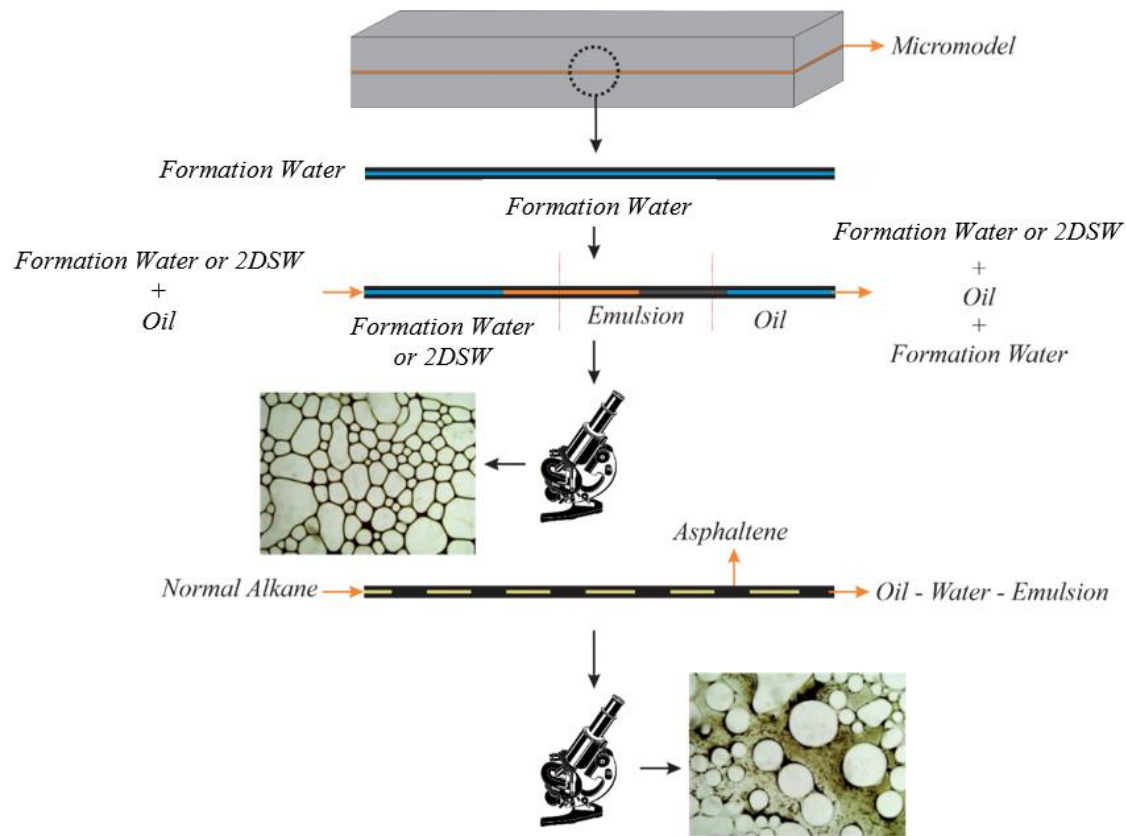 Micromodel
Formation Water
Formation Water
Formation Water or 2DSW
+
Oil
Formation Water or 2DSW
+
Oil
+
Formation Water
Formation Water
or 2DSW
Emulsion
Oil
Asphaltene
Normal Alkane
Oil - Water - Emulsion